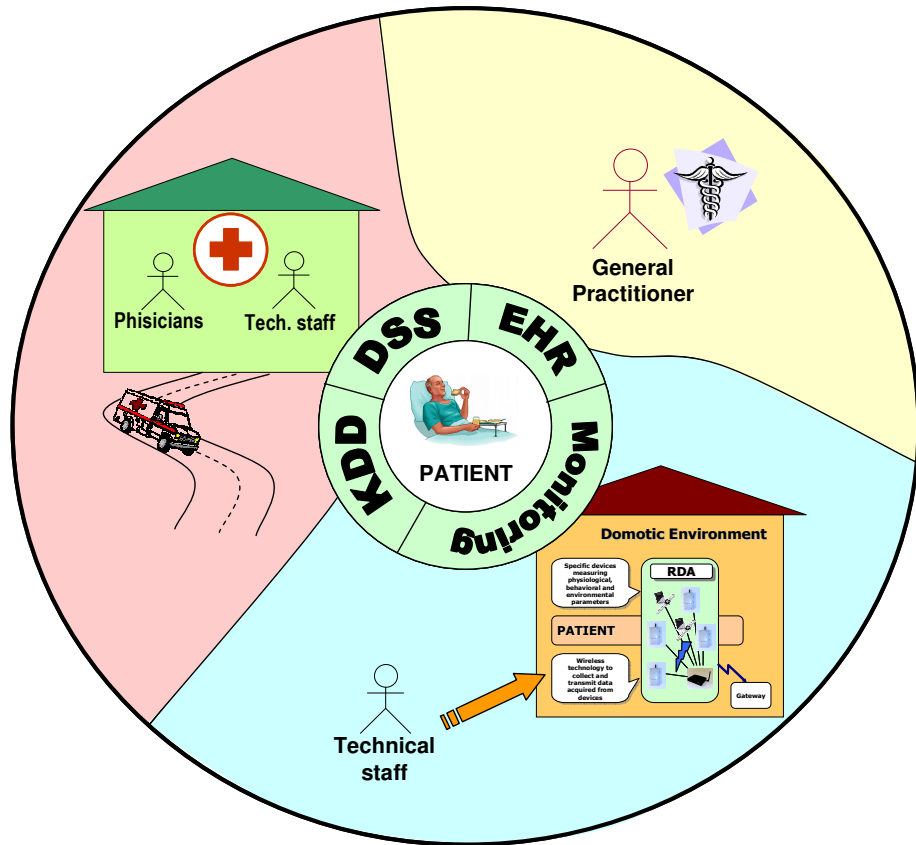 General
Practitioner
Phisicians
Tech. staff
DSS
EHR
KDD
Monitoring
PATIENT
Domotic Environment
Specific devices
measuring
physiological,
behavioral and
environmental
parameters
RDA
PATIENT
Wireless
technology to
collect and
transmit data
acquired from
devices
Gateway
Technical
staff